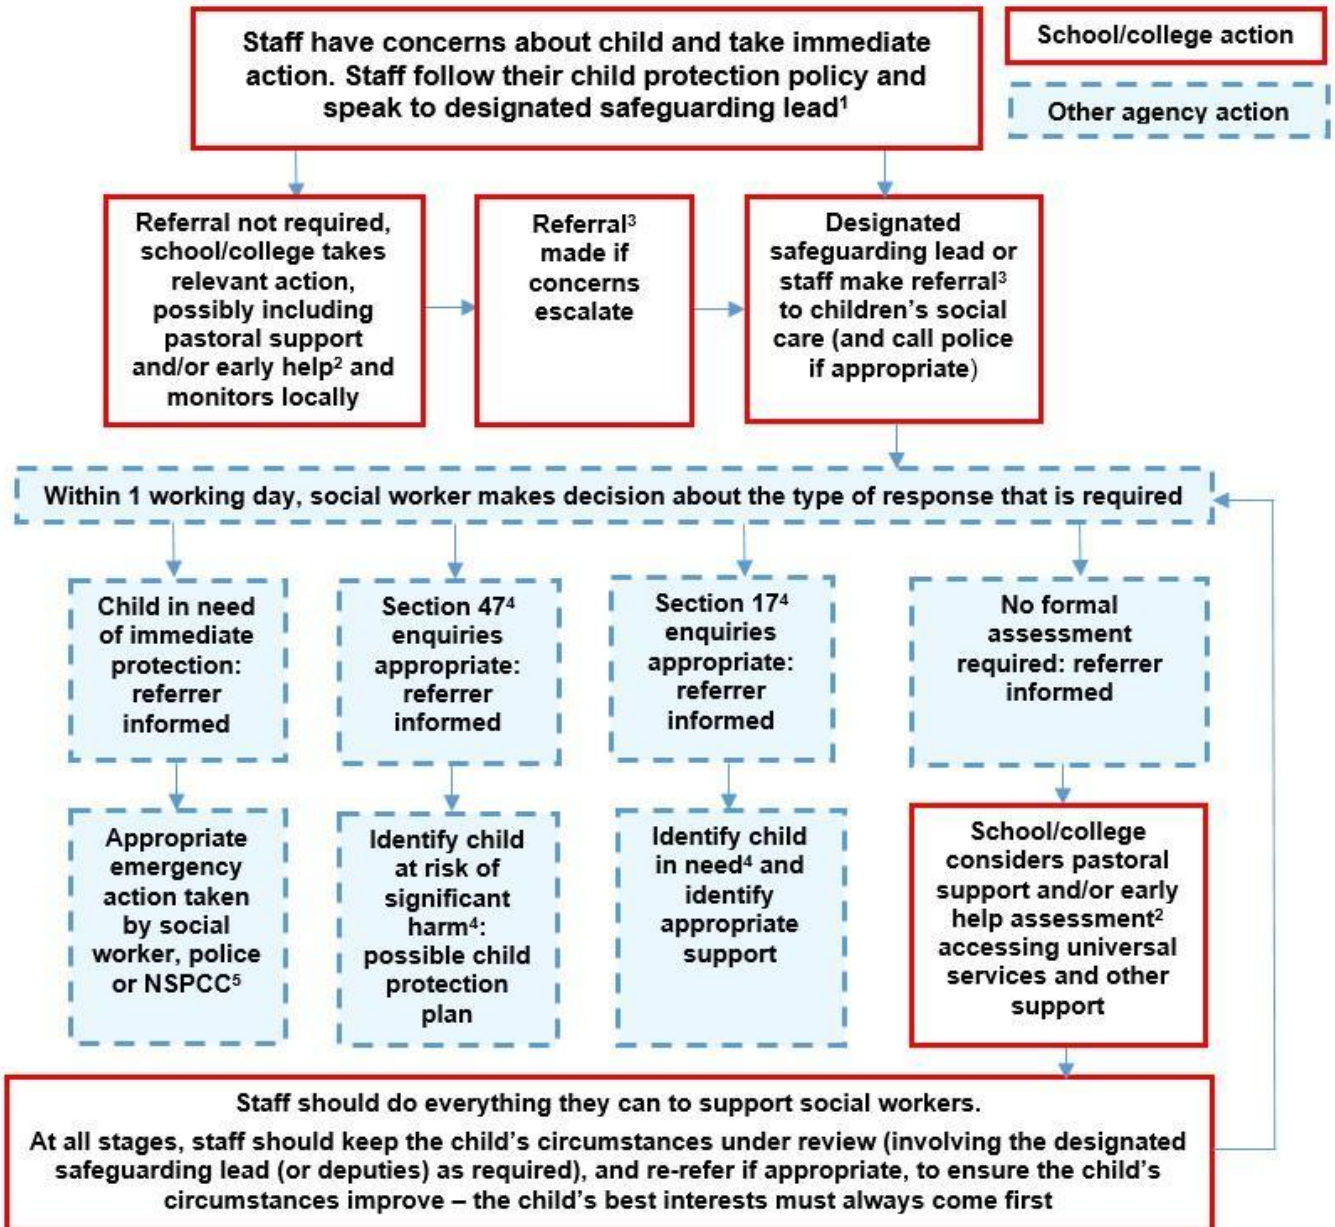 Staff have concerns about child and take immediate
action. Staff follow their child protection policy and
speak to designated safeguarding lead¹
School/college action
Other agency action
Referral not required,
school/college takes
relevant action,
possibly including
pastoral support
and/or early help² and
monitors locally
Referral³
made if
concerns
escalate
Designated
safeguarding lead or
staff make referral³
to children's social
care (and call police
if appropriate)
Within 1 working day, social worker makes decision about the type of response that is required
Child in need
of immediate
protection:
referrer
informed
Section 47⁴
enquiries
appropriate:
referrer
informed
Section 17⁴
enquiries
appropriate:
referrer
informed
No formal
assessment
required: referrer
informed
Appropriate
emergency
action taken
by social
worker, police
or NSPCC⁵
Identify child
at risk of
significant
harm⁴:
possible child
protection
plan
Identify child
in need⁴ and
identify
appropriate
support
School/college
considers pastoral
support and/or early
help assessment²
accessing universal
services and other
support
Staff should do everything they can to support social workers.
At all stages, staff should keep the child's circumstances under review (involving the designated
safeguarding lead (or deputies) as required), and re-refer if appropriate, to ensure the child's
circumstances improve – the child's best interests must always come first